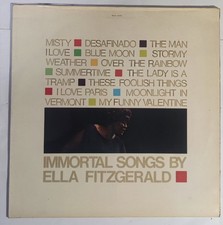 MISTY ■ DESAFINADO ■ THE MAN
I LOVE ■ BLUE MOON ■ STORMY
WEATHER ■ OVER THE RAINBOW
■ SUMMERTIME ■ THE LADY IS A
TRAMP ■ THESE FOOLISH THINGS
■ I LOVE PARIS ■ MOONLIGHT IN
VERMONT ■ MY FUNNY VALENTINE
IMMORTAL SONGS BY
ELLA FITZGERALD ■